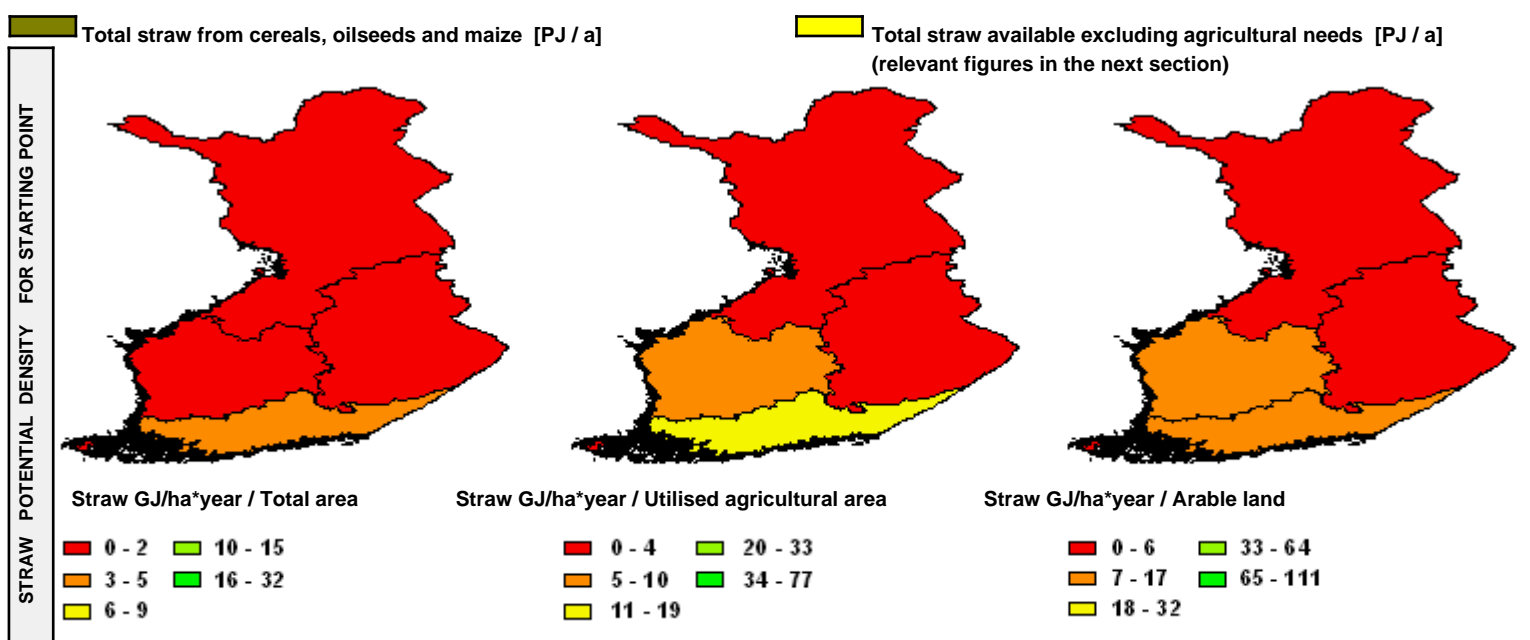 Total straw from cereals, oilseeds and maize [PJ / a]
Total straw available excluding agricultural needs [PJ / a]
(relevant figures in the next section)
STRAW POTENTIAL DENSITY FOR STARTING POINT
Straw GJ/ha*year / Total area
0 - 2
10 - 15
3 - 5
16 - 32
6 - 9
Straw GJ/ha*year / Utilised agricultural area
0 - 4
20 - 33
5 - 10
34 - 77
11 - 19
Straw GJ/ha*year / Arable land
0 - 6
33 - 64
7 - 17
65 - 111
18 - 32